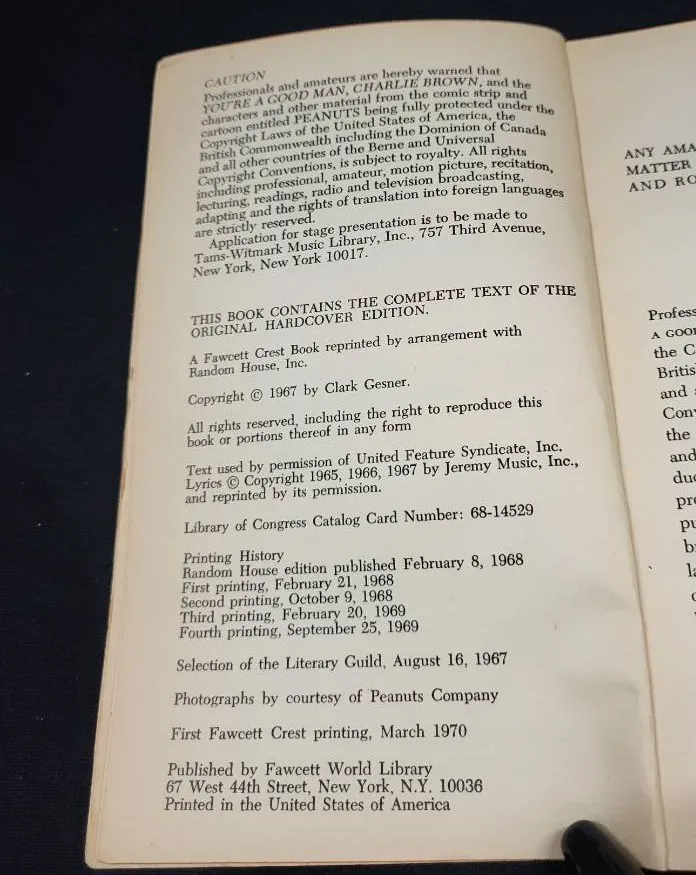 CAUTION
Professionals and amateurs are hereby warned that
YOU'RE A GOOD MAN, CHARLIE BROWN, and the
characters and other material from the comic strip and
cartoon entitled PEANUTS being fully protected under the
Copyright Laws of the United States of America, the
British Commonwealth including the Dominion of Canada
and all other countries of the Berne and Universal
Copyright Conventions, is subject to royalty. All rights
including professional, amateur, motion picture, recitation,
lecturing, readings, radio and television broadcasting,
adapting and the rights of translation into foreign languages
are strictly reserved.
Application for stage presentation is to be made to
Tams-Witmark Music Library, Inc., 757 Third Avenue,
New York, New York 10017.
THIS BOOK CONTAINS THE COMPLETE TEXT OF THE
ORIGINAL HARDCOVER EDITION.
A Fawcett Crest Book reprinted by arrangement with
Random House, Inc.
Copyright © 1967 by Clark Gesner.
All rights reserved, including the right to reproduce this
book or portions thereof in any form
Text used by permission of United Feature Syndicate, Inc.
Lyrics © Copyright 1965, 1966, 1967 by Jeremy Music, Inc.,
and reprinted by its permission.
Library of Congress Catalog Card Number: 68-14529
Printing History
Random House edition published February 8, 1968
First printing, February 21, 1968
Second printing, October 9, 1968
Third printing, February 20, 1969
Fourth printing, September 25, 1969
Selection of the Literary Guild, August 16, 1967
Photographs by courtesy of Peanuts Company
First Fawcett Crest printing, March 1970
Published by Fawcett World Library
67 West 44th Street, New York, N.Y. 10036
Printed in the United States of America
ANY AMA
MATTER
AND RO
Profess
A GOO
the C
British
and
Con
the
and
du
pr
pu
b
la